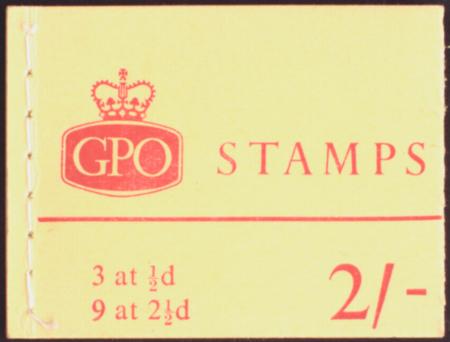 GPO STAMPS
3 at ½d
9 at 2½d
2/-